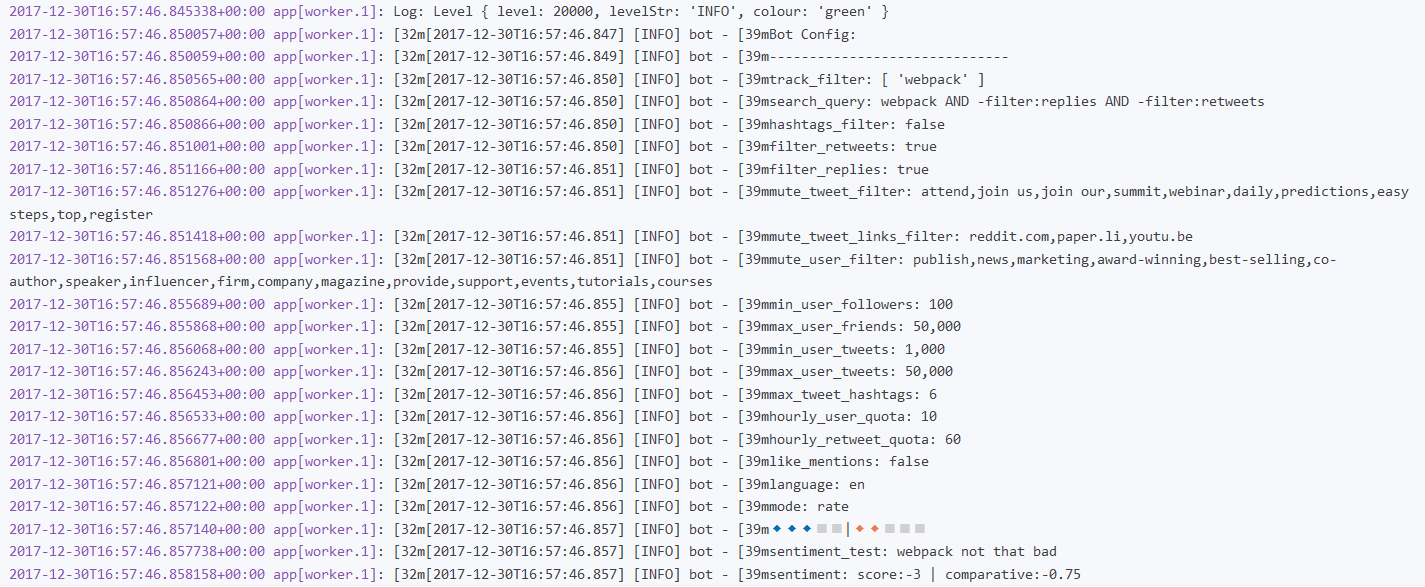 2017-12-30T16:57:46.845338+00:00 app[worker.1]: Log: Level { level: 20000, levelStr: 'INFO', colour: 'green' }
2017-12-30T16:57:46.850057+00:00 app[worker.1]: [32m[2017-12-30T16:57:46.847] [INFO] bot - [39mBot Config:
2017-12-30T16:57:46.850059+00:00 app[worker.1]: [32m[2017-12-30T16:57:46.849] [INFO] bot - [39m------------------------------
2017-12-30T16:57:46.850565+00:00 app[worker.1]: [32m[2017-12-30T16:57:46.850] [INFO] bot - [39mtrack_filter: [ 'webpack' ]
2017-12-30T16:57:46.850864+00:00 app[worker.1]: [32m[2017-12-30T16:57:46.850] [INFO] bot - [39msearch_query: webpack AND -filter:replies AND -filter:retweets
2017-12-30T16:57:46.850866+00:00 app[worker.1]: [32m[2017-12-30T16:57:46.850] [INFO] bot - [39mhashtags_filter: false
2017-12-30T16:57:46.851001+00:00 app[worker.1]: [32m[2017-12-30T16:57:46.850] [INFO] bot - [39mfilter_retweets: true
2017-12-30T16:57:46.851166+00:00 app[worker.1]: [32m[2017-12-30T16:57:46.851] [INFO] bot - [39mfilter_replies: true
2017-12-30T16:57:46.851276+00:00 app[worker.1]: [32m[2017-12-30T16:57:46.851] [INFO] bot - [39mmute_tweet_filter: attend,join us,join our,summit,webinar,daily,predictions,easy
steps,top,register
2017-12-30T16:57:46.851418+00:00 app[worker.1]: [32m[2017-12-30T16:57:46.851] [INFO] bot - [39mmute_tweet_links_filter: reddit.com,paper.li,youtu.be
2017-12-30T16:57:46.851568+00:00 app[worker.1]: [32m[2017-12-30T16:57:46.851] [INFO] bot - [39mmute_user_filter: publish,news,marketing,award-winning,best-selling,co-
author,speaker,influencer,firm,company,magazine,provide,support,events,tutorials,courses
2017-12-30T16:57:46.855689+00:00 app[worker.1]: [32m[2017-12-30T16:57:46.855] [INFO] bot - [39mmin_user_followers: 100
2017-12-30T16:57:46.855868+00:00 app[worker.1]: [32m[2017-12-30T16:57:46.855] [INFO] bot - [39mmax_user_friends: 50,000
2017-12-30T16:57:46.856068+00:00 app[worker.1]: [32m[2017-12-30T16:57:46.855] [INFO] bot - [39mmin_user_tweets: 1,000
2017-12-30T16:57:46.856243+00:00 app[worker.1]: [32m[2017-12-30T16:57:46.856] [INFO] bot - [39mmax_user_tweets: 50,000
2017-12-30T16:57:46.856453+00:00 app[worker.1]: [32m[2017-12-30T16:57:46.856] [INFO] bot - [39mmax_tweet_hashtags: 6
2017-12-30T16:57:46.856533+00:00 app[worker.1]: [32m[2017-12-30T16:57:46.856] [INFO] bot - [39mhourly_user_quota: 10
2017-12-30T16:57:46.856677+00:00 app[worker.1]: [32m[2017-12-30T16:57:46.856] [INFO] bot - [39mhourly_retweet_quota: 60
2017-12-30T16:57:46.856801+00:00 app[worker.1]: [32m[2017-12-30T16:57:46.856] [INFO] bot - [39mlike_mentions: false
2017-12-30T16:57:46.857121+00:00 app[worker.1]: [32m[2017-12-30T16:57:46.856] [INFO] bot - [39mlanguage: en
2017-12-30T16:57:46.857122+00:00 app[worker.1]: [32m[2017-12-30T16:57:46.856] [INFO] bot - [39mmode: rate
2017-12-30T16:57:46.857140+00:00 app[worker.1]: [32m[2017-12-30T16:57:46.857] [INFO] bot - [39m🔹🔹🔹⬜⬜|🔸🔸⬜⬜⬜
2017-12-30T16:57:46.857738+00:00 app[worker.1]: [32m[2017-12-30T16:57:46.857] [INFO] bot - [39msentiment_test: webpack not that bad
2017-12-30T16:57:46.858158+00:00 app[worker.1]: [32m[2017-12-30T16:57:46.857] [INFO] bot - [39msentiment: score:-3 | comparative:-0.75